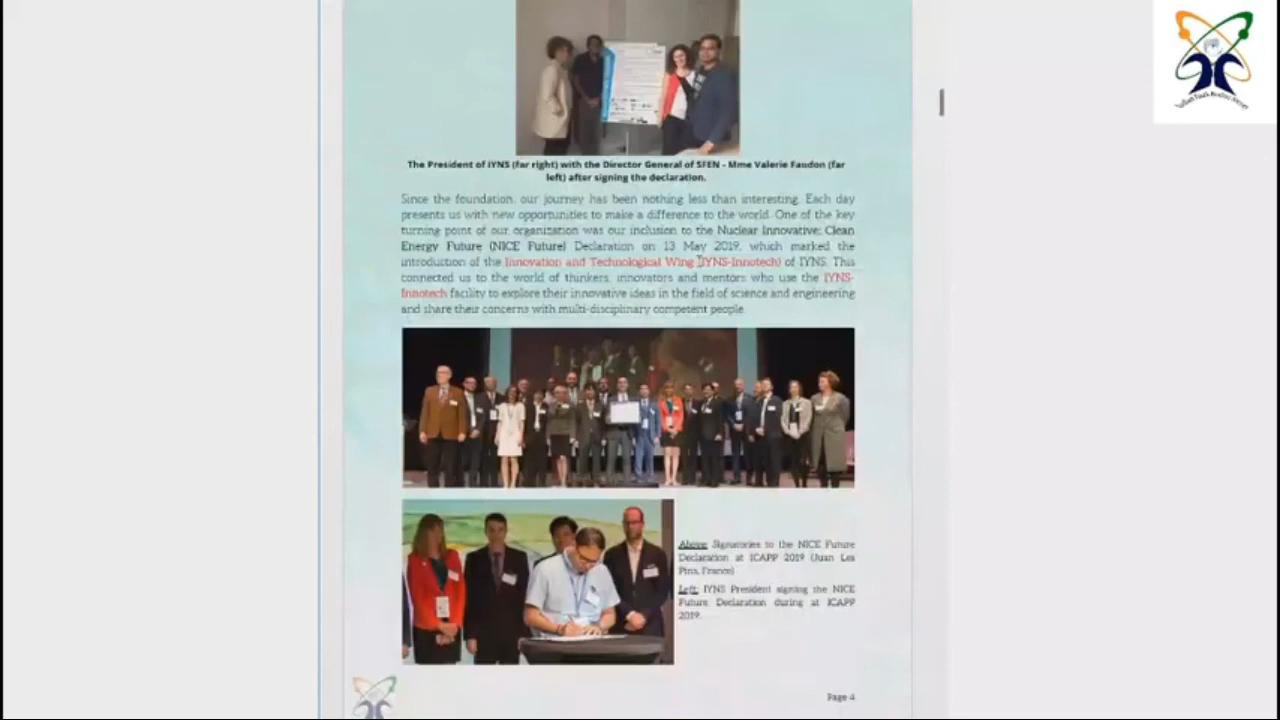 The President of IYNS (far right) with the Director General of SFEN - Mme Valerie Faudon (far
left) after signing the declaration.
Since the foundation, our journey has been nothing less than interesting. Each day
presents us with new opportunities to make a difference to the world. One of the key
turning point of our organization was our inclusion to the Nuclear Innovative: Clean
Energy Future (NICE Future) Declaration on 13 May 2019, which marked the
introduction of the Innovation and Technological Wing (IYNS-Innotech) of IYNS. This
connected us to the world of thinkers, innovators and mentors who use the IYNS-
Innotech facility to explore their innovative ideas in the field of science and engineering
and share their concerns with multi-disciplinary competent people.
Above: Signatories to the NICE Future
Declaration at ICAPP 2019 (Juan Les
Pins, France)
Left: IYNS President signing the NICE
Future Declaration during at ICAPP
2019.
Page 4